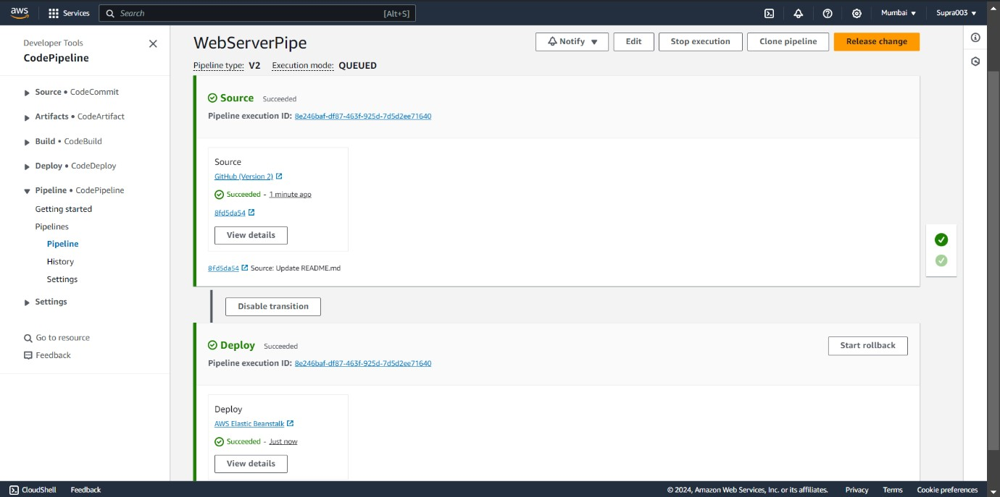 aws
Services
Search
[Alt+S]
Mumbai
Supra003
Developer Tools
CodePipeline
Source • CodeCommit
Artifacts • CodeArtifact
Build • CodeBuild
Deploy • CodeDeploy
Pipeline • CodePipeline
Getting started
Pipelines
Pipeline
History
Settings
Settings
Go to resource
Feedback
WebServerPipe
Notify
Edit
Stop execution
Clone pipeline
Release change
Pipeline type: V2 Execution mode: QUEUED
Source Succeeded
Pipeline execution ID: 8e246baf-df87-463f-925d-7d5d2ee71640
Source
GitHub (Version 2)
Succeeded - 1 minute ago
8fd5da54
View details
8fd5da54 Source: Update README.md
Disable transition
Deploy Succeeded
Start rollback
Pipeline execution ID: 8e246baf-df87-463f-925d-7d5d2ee71640
Deploy
AWS Elastic Beanstalk
Succeeded - Just now
View details
CloudShell
Feedback
© 2024, Amazon Web Services, Inc. or its affiliates.
Privacy
Terms
Cookie preferences